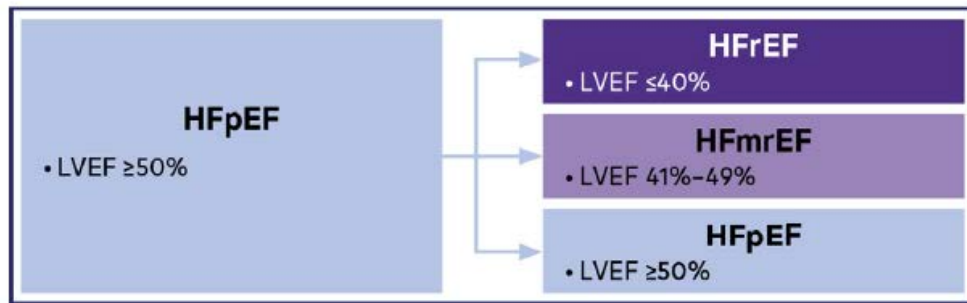 HFpEF
• LVEF ≥50%
HFrEF
• LVEF ≤40%
HFmrEF
• LVEF 41%–49%
HFpEF
• LVEF ≥50%